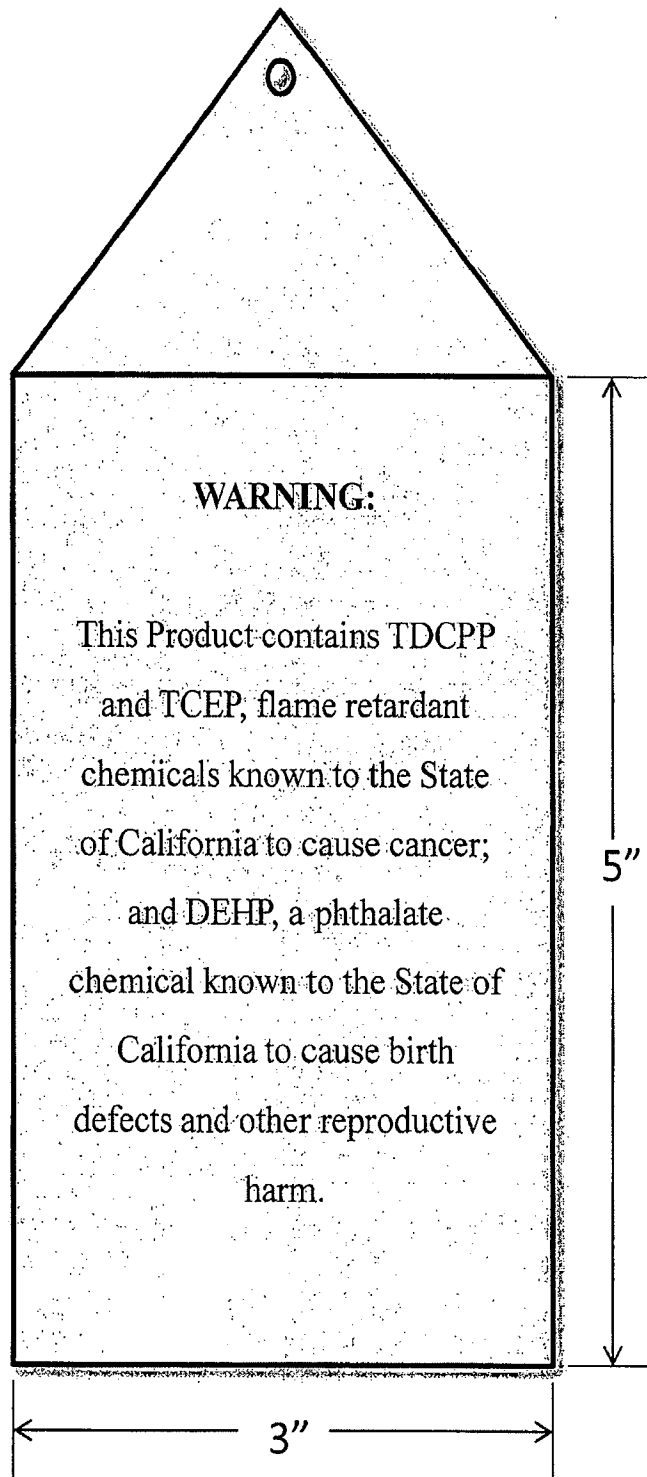 WARNING:
This Product contains TDCPP
and TCEP, flame retardant
chemicals known to the State
of California to cause cancer;
and DEHP, a phthalate
chemical known to the State of
California to cause birth
defects and other reproductive
harm.
5"
3"